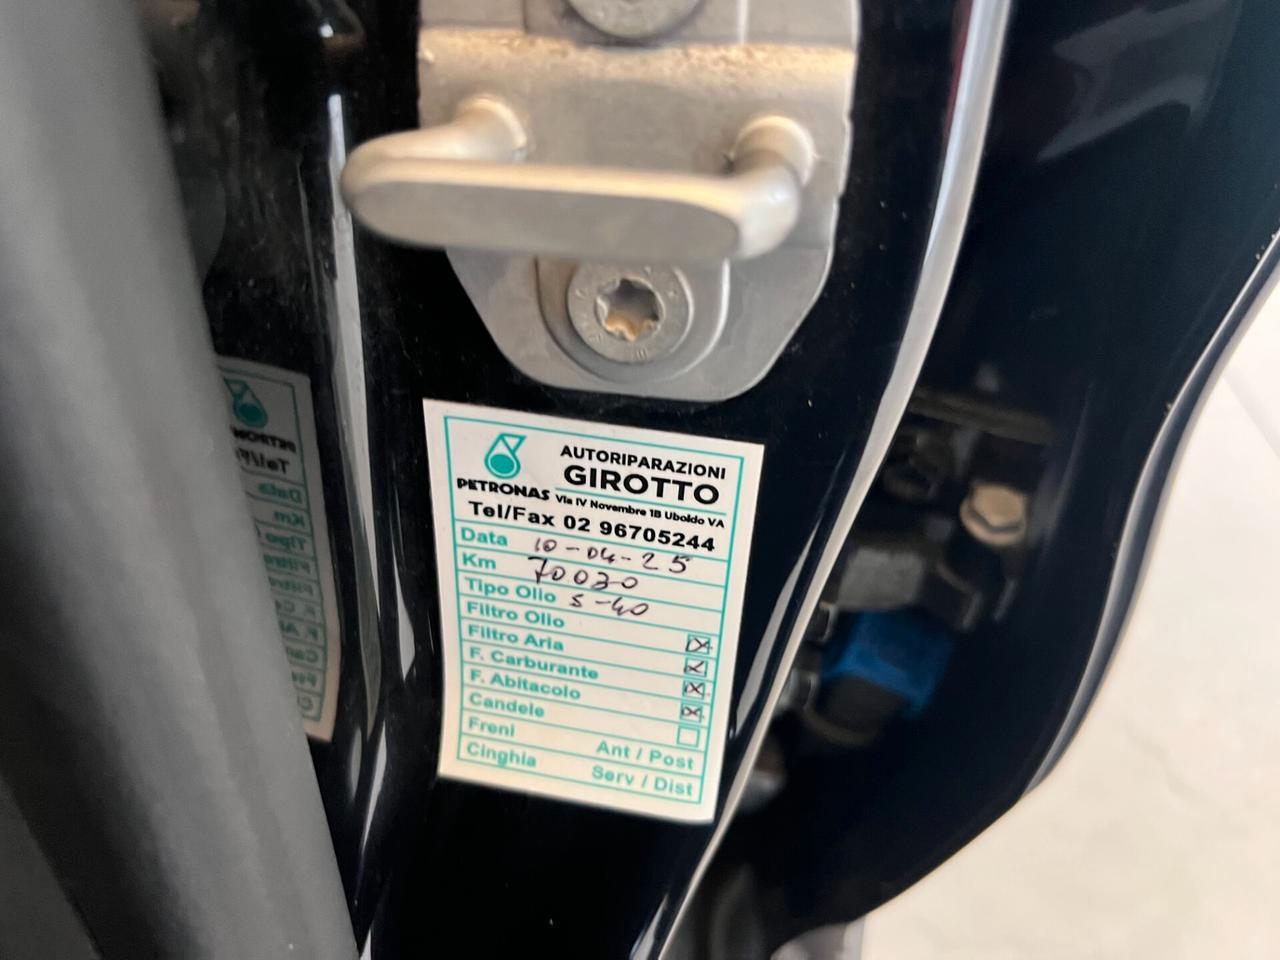 AUTORIPARAZIONI
GIROTTO
PETRONAS Via IV Novembre 1B Uboldo VA
Tel/Fax 02 96705244
Data 10-04-25
Km 70030
Tipo Olio 5-40
Filtro Olio
Filtro Aria
F. Carburante
F. Abitacolo
Candele
Freni Ant / Post
Cinghia Serv / Dist